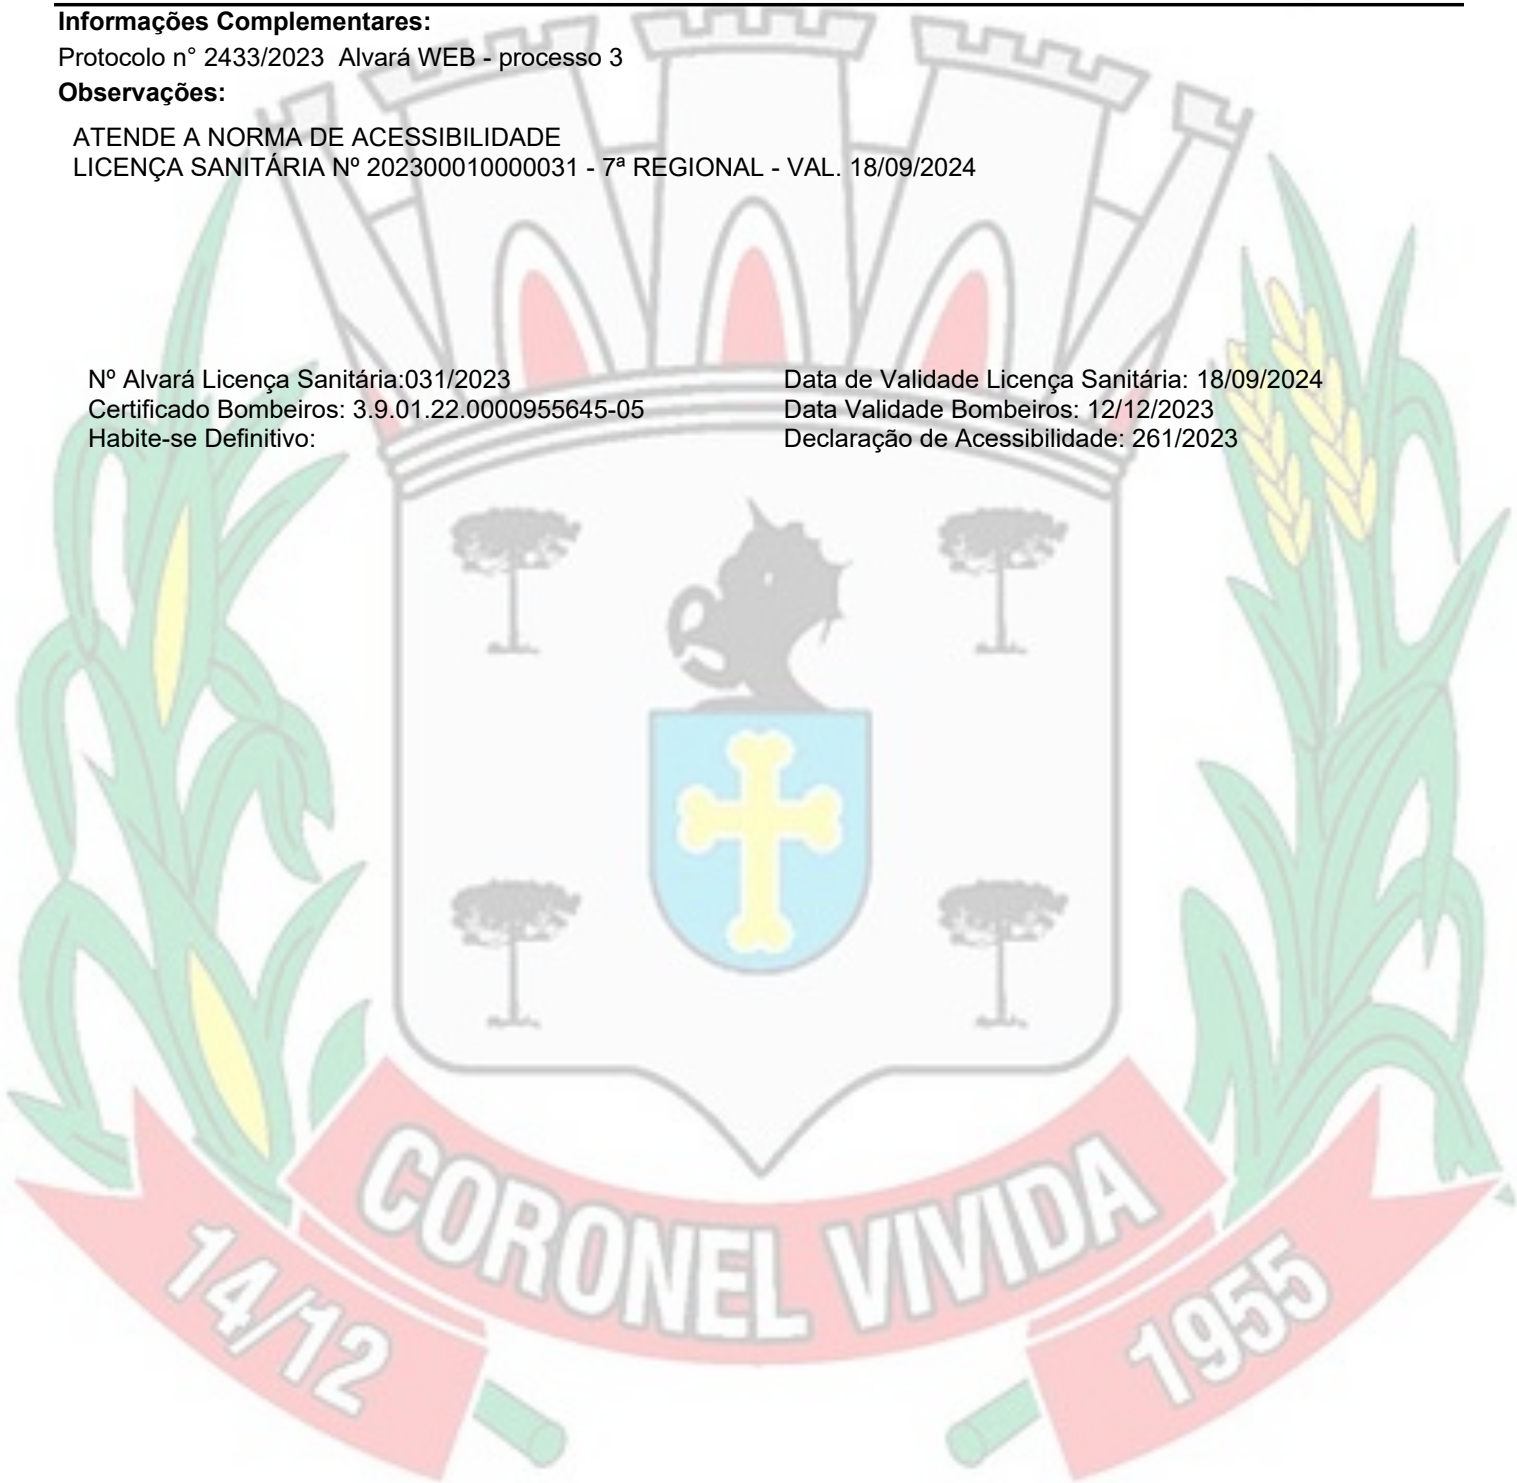 Informações Complementares:
Protocolo n° 2433/2023 Alvará WEB - processo 3
Observações:
ATENDE A NORMA DE ACESSIBILIDADE
LICENÇA SANITÁRIA Nº 202300010000031 - 7ª REGIONAL - VAL. 18/09/2024
Nº Alvará Licença Sanitária:031/2023 Data de Validade Licença Sanitária: 18/09/2024
Certificado Bombeiros: 3.9.01.22.0000955645-05 Data Validade Bombeiros: 12/12/2023
Habite-se Definitivo: Declaração de Acessibilidade: 261/2023
CORONEL VIVIDA
14/12 1955